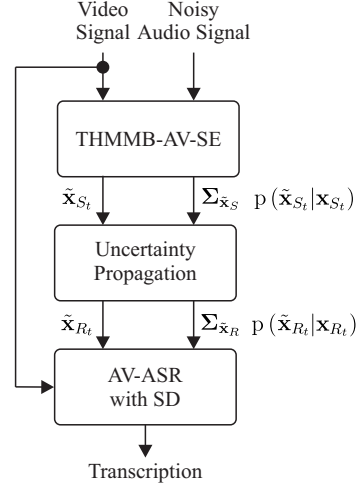 Video Signal
Noisy Audio Signal
THMMB-AV-SE
x̃_{S_t}
Σ_{x̃_S} p(x̃_{S_t}|x_{S_t})
Uncertainty
Propagation
x̃_{R_t}
Σ_{x̃_R} p(x̃_{R_t}|x_{R_t})
AV-ASR
with SD
Transcription